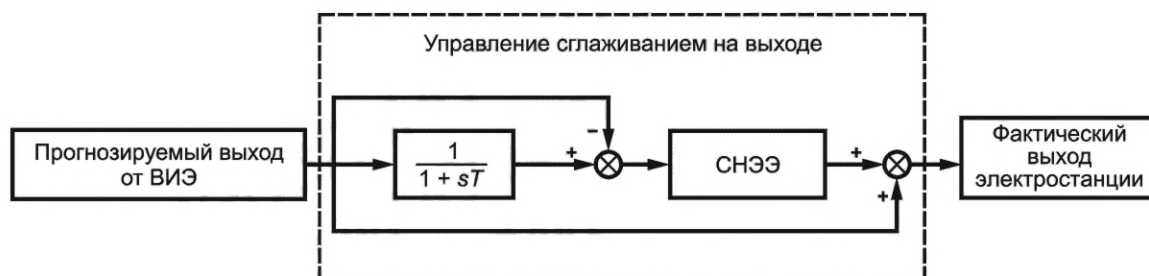 Управление сглаживанием на выходе
Прогнозируемый выход
от ВИЭ
1
1 + sT
+
−
СНЭЭ
+
+
Фактический
выход
электростанции